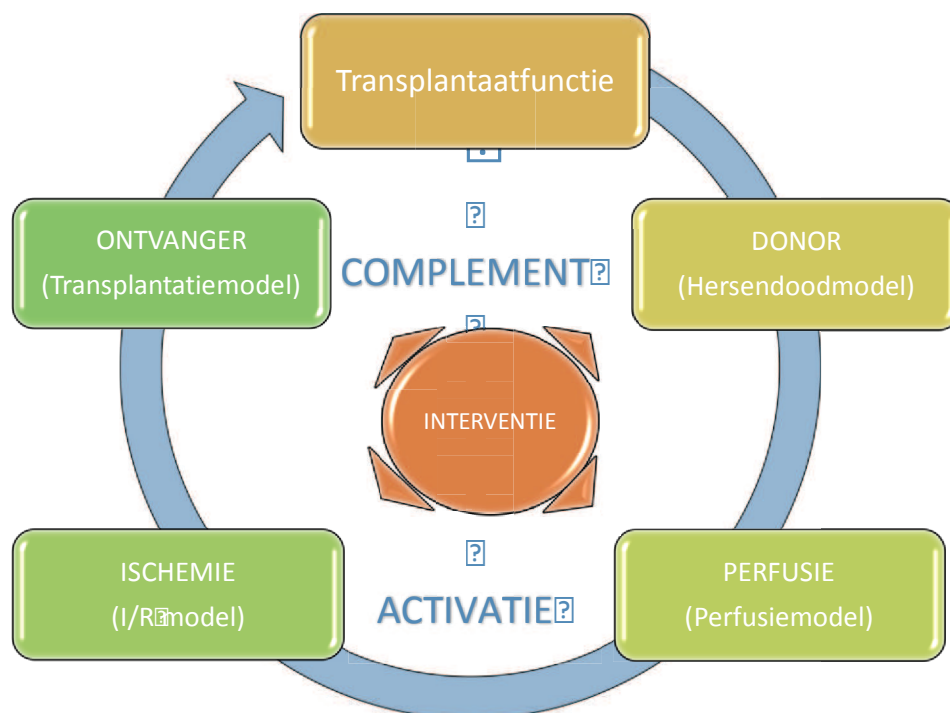 Transplantaatfunctie
ONTVANGER
(Transplantatiemodel)
COMPLEMENT
DONOR
(Hersendoodmodel)
INTERVENTIE
ISCHEMIE
(I/R model)
ACTIVATIE
PERFUSIE
(Perfusiemodel)